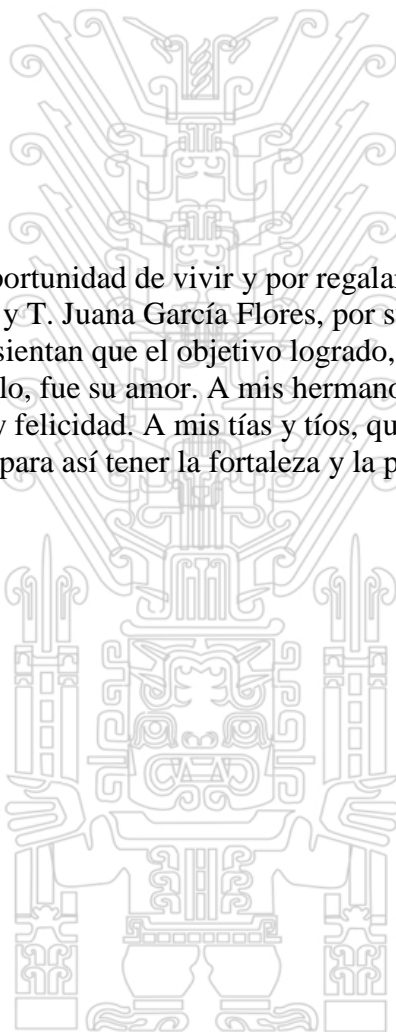 portunidad de vivir y por regalar
y T. Juana García Flores, por s
sientan que el objetivo logrado,
lo, fue su amor. A mis hermano
y felicidad. A mis tías y tíos, qu
para así tener la fortaleza y la p